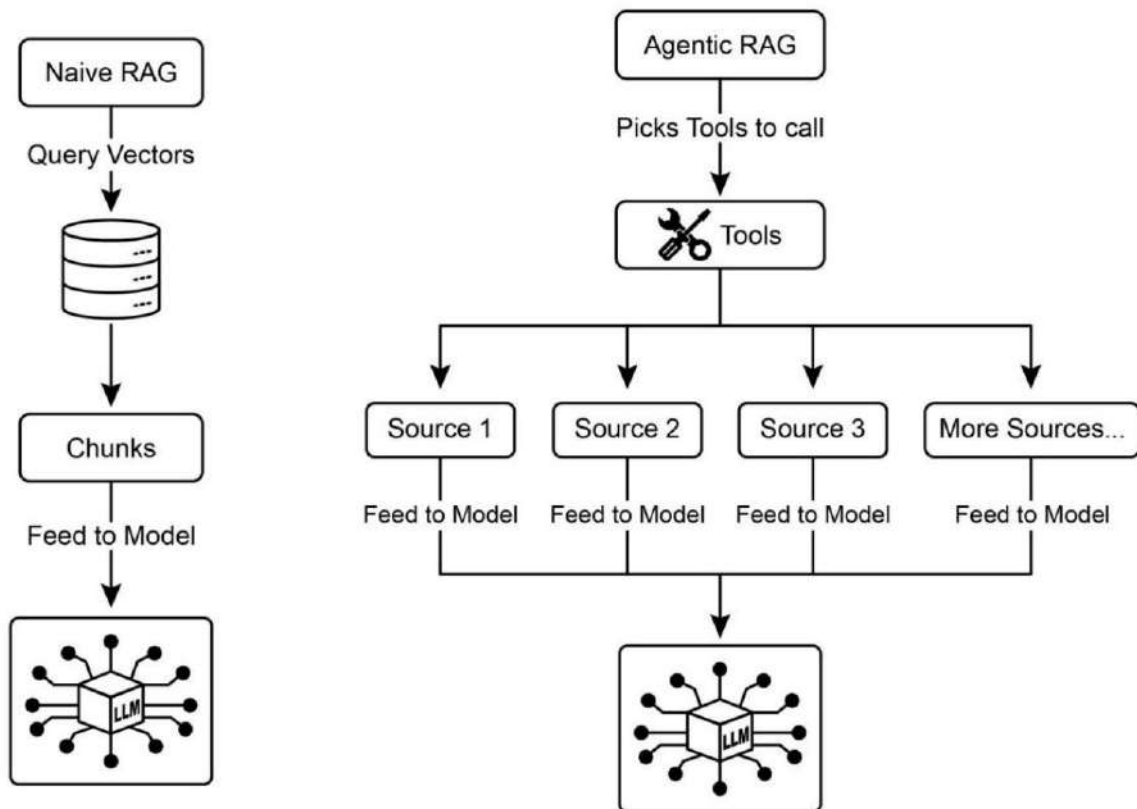 Naive RAG
Query Vectors
Chunks
Feed to Model
LLM
Agentic RAG
Picks Tools to call
Tools
Source 1
Source 2
Source 3
More Sources...
Feed to Model
Feed to Model
Feed to Model
Feed to Model
LLM